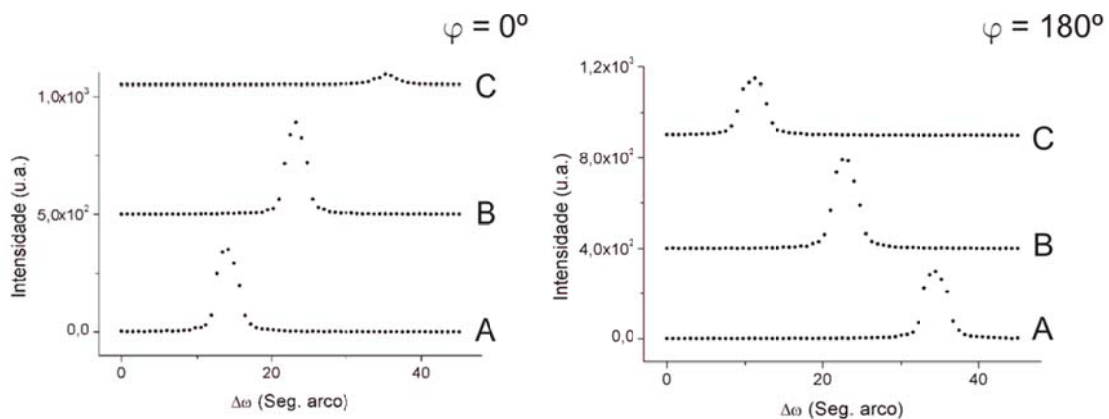 φ = 0º
C
B
A
1,0x10³
5,0x10²
0,0
Intensidade (u.a.)
0
20
40
Δω (Seg. arco)
φ = 180º
1,2x10³
8,0x10²
4,0x10²
0,0
Intensidade (u.a.)
C
B
A
0
20
40
Δω (Seg. arco)